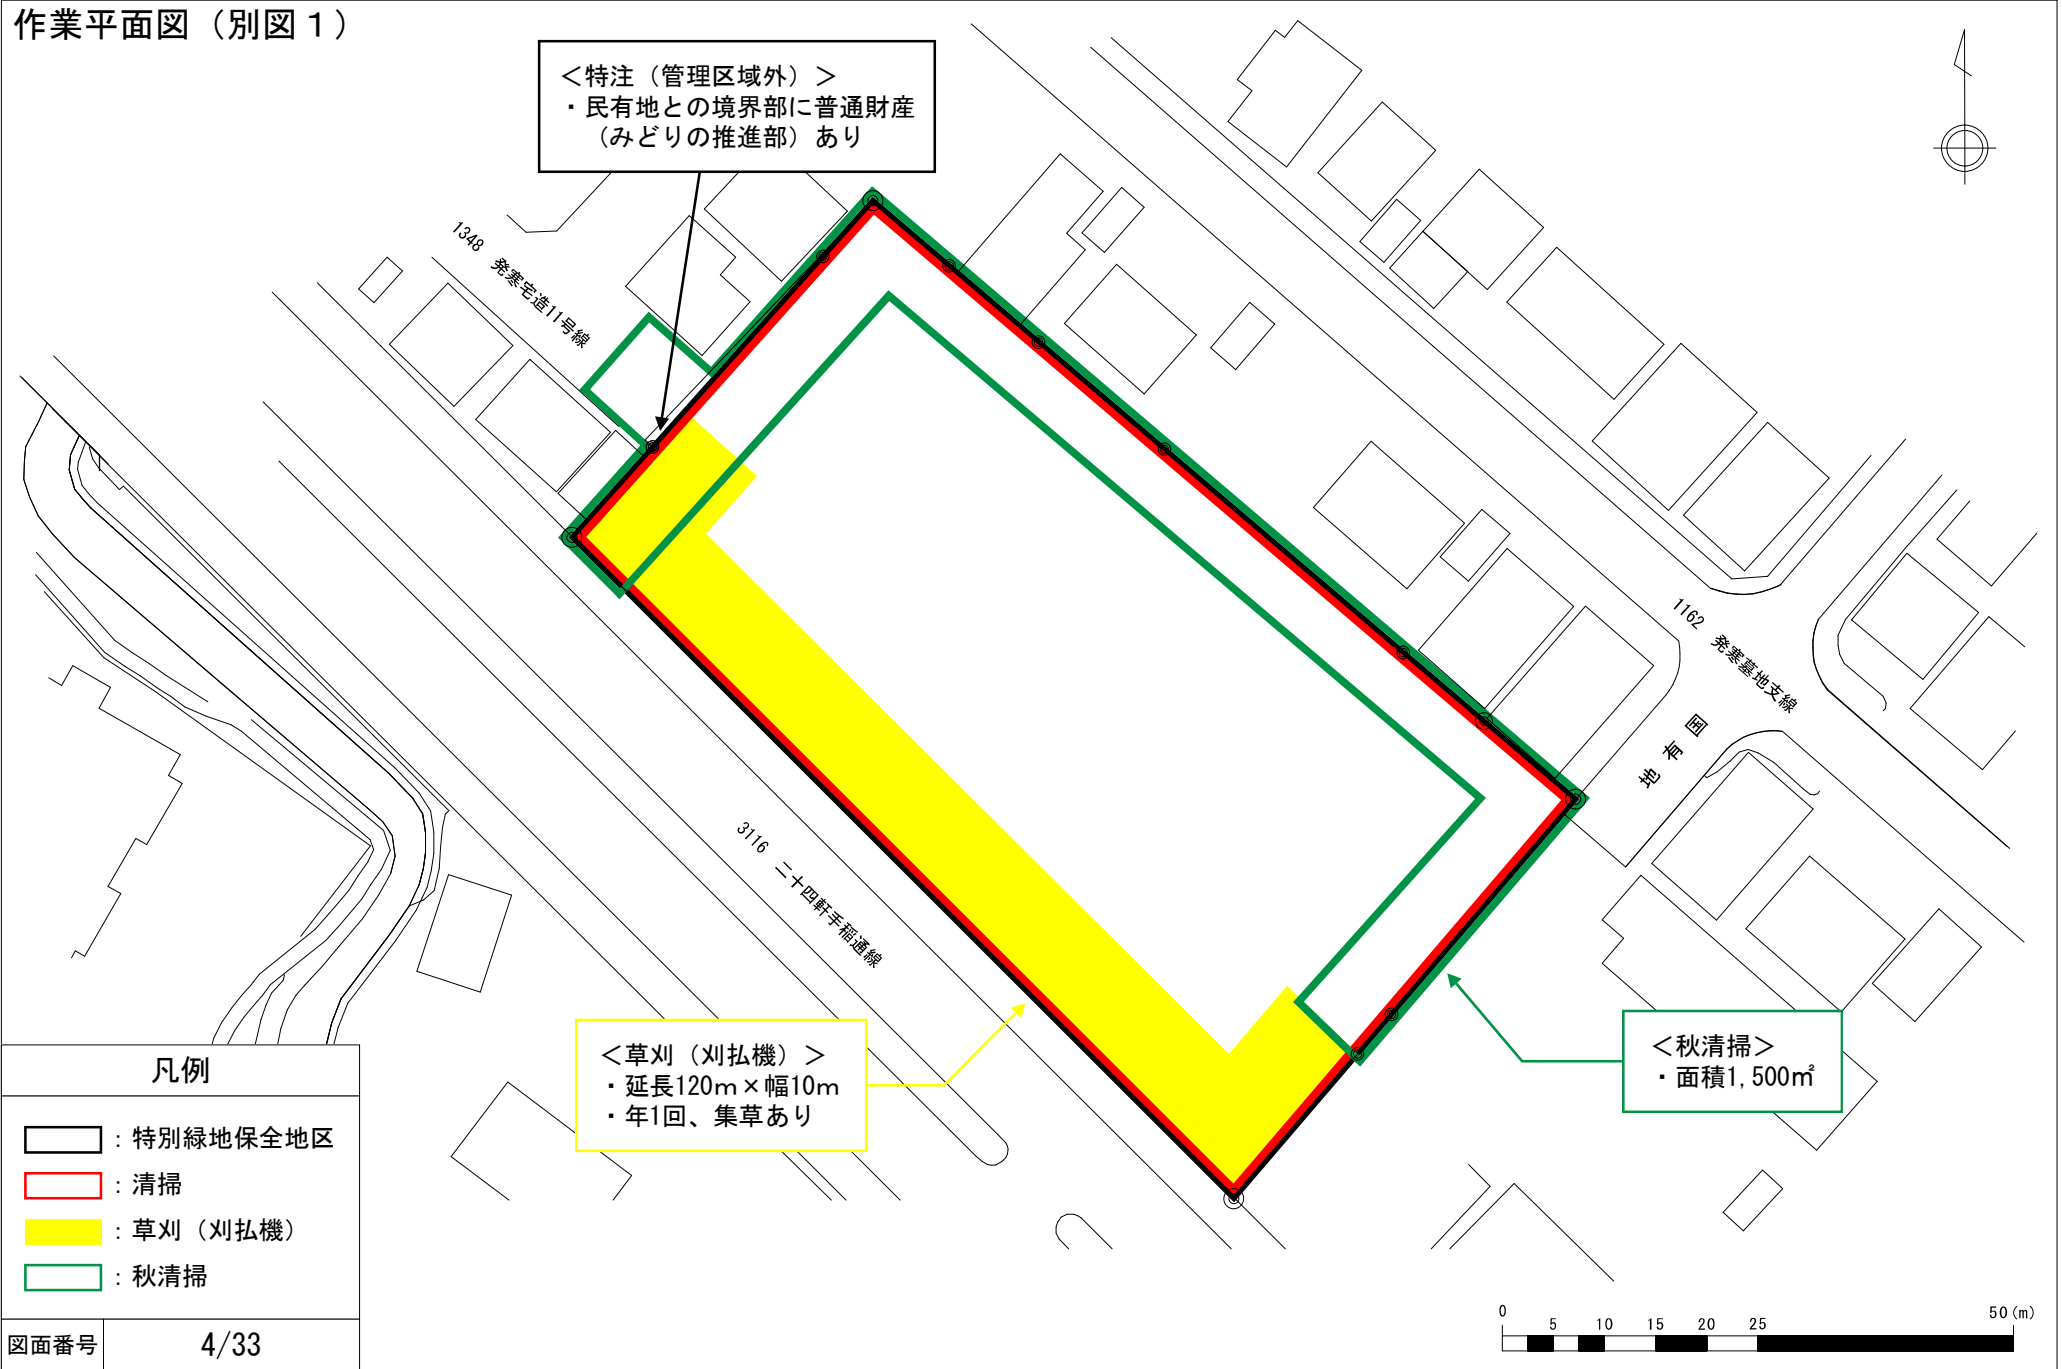 作業平面図（別図１）
＜特注（管理区域外）＞
・民有地との境界部に普通財産
（みどりの推進部）あり
1348 発寒宅造11号線
1162 発寒墓地支線
国有地
3116 二十四軒手稲通線
＜草刈（刈払機）＞
・延長120m×幅10m
・年1回、集草あり
＜秋清掃＞
・面積1,500㎡
凡例
：特別緑地保全地区
：清掃
：草刈（刈払機）
：秋清掃
図面番号 4/33
0 5 10 15 20 25 50(m)